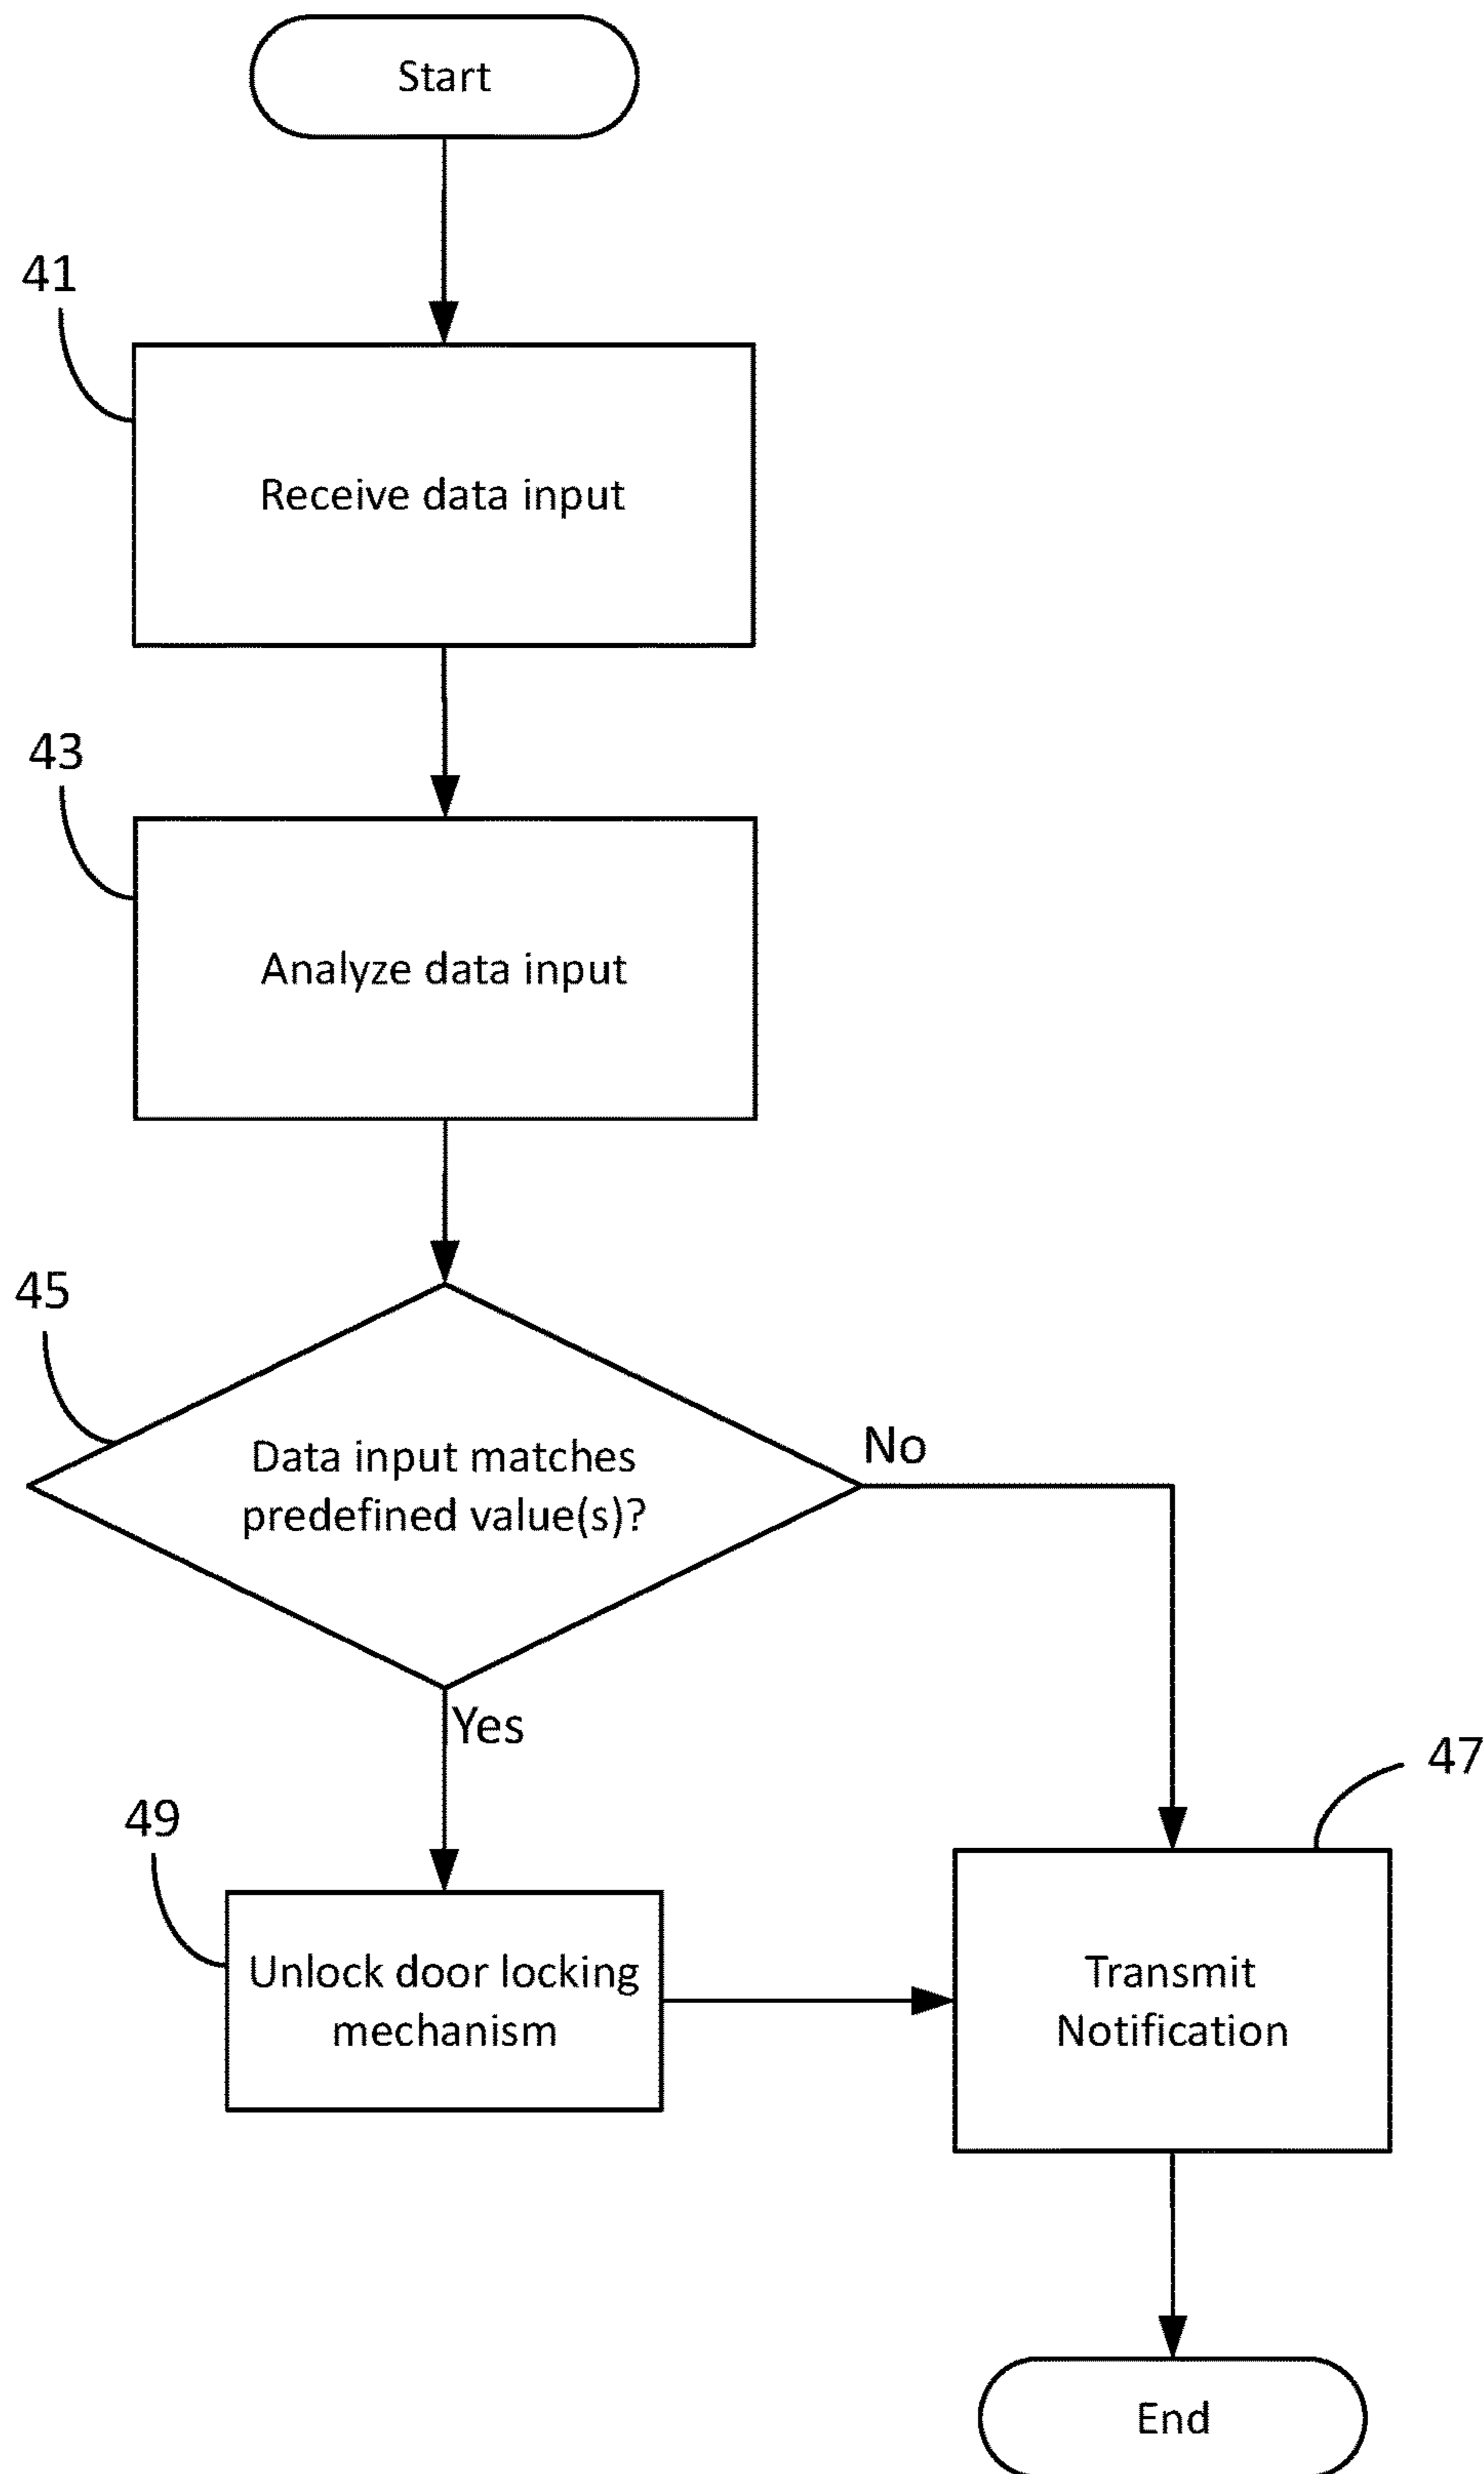 Start
41
Receive data input
43
Analyze data input
45
Data input matches
predefined value(s)?
No
Yes
47
49
Unlock door locking
mechanism
Transmit
Notification
End